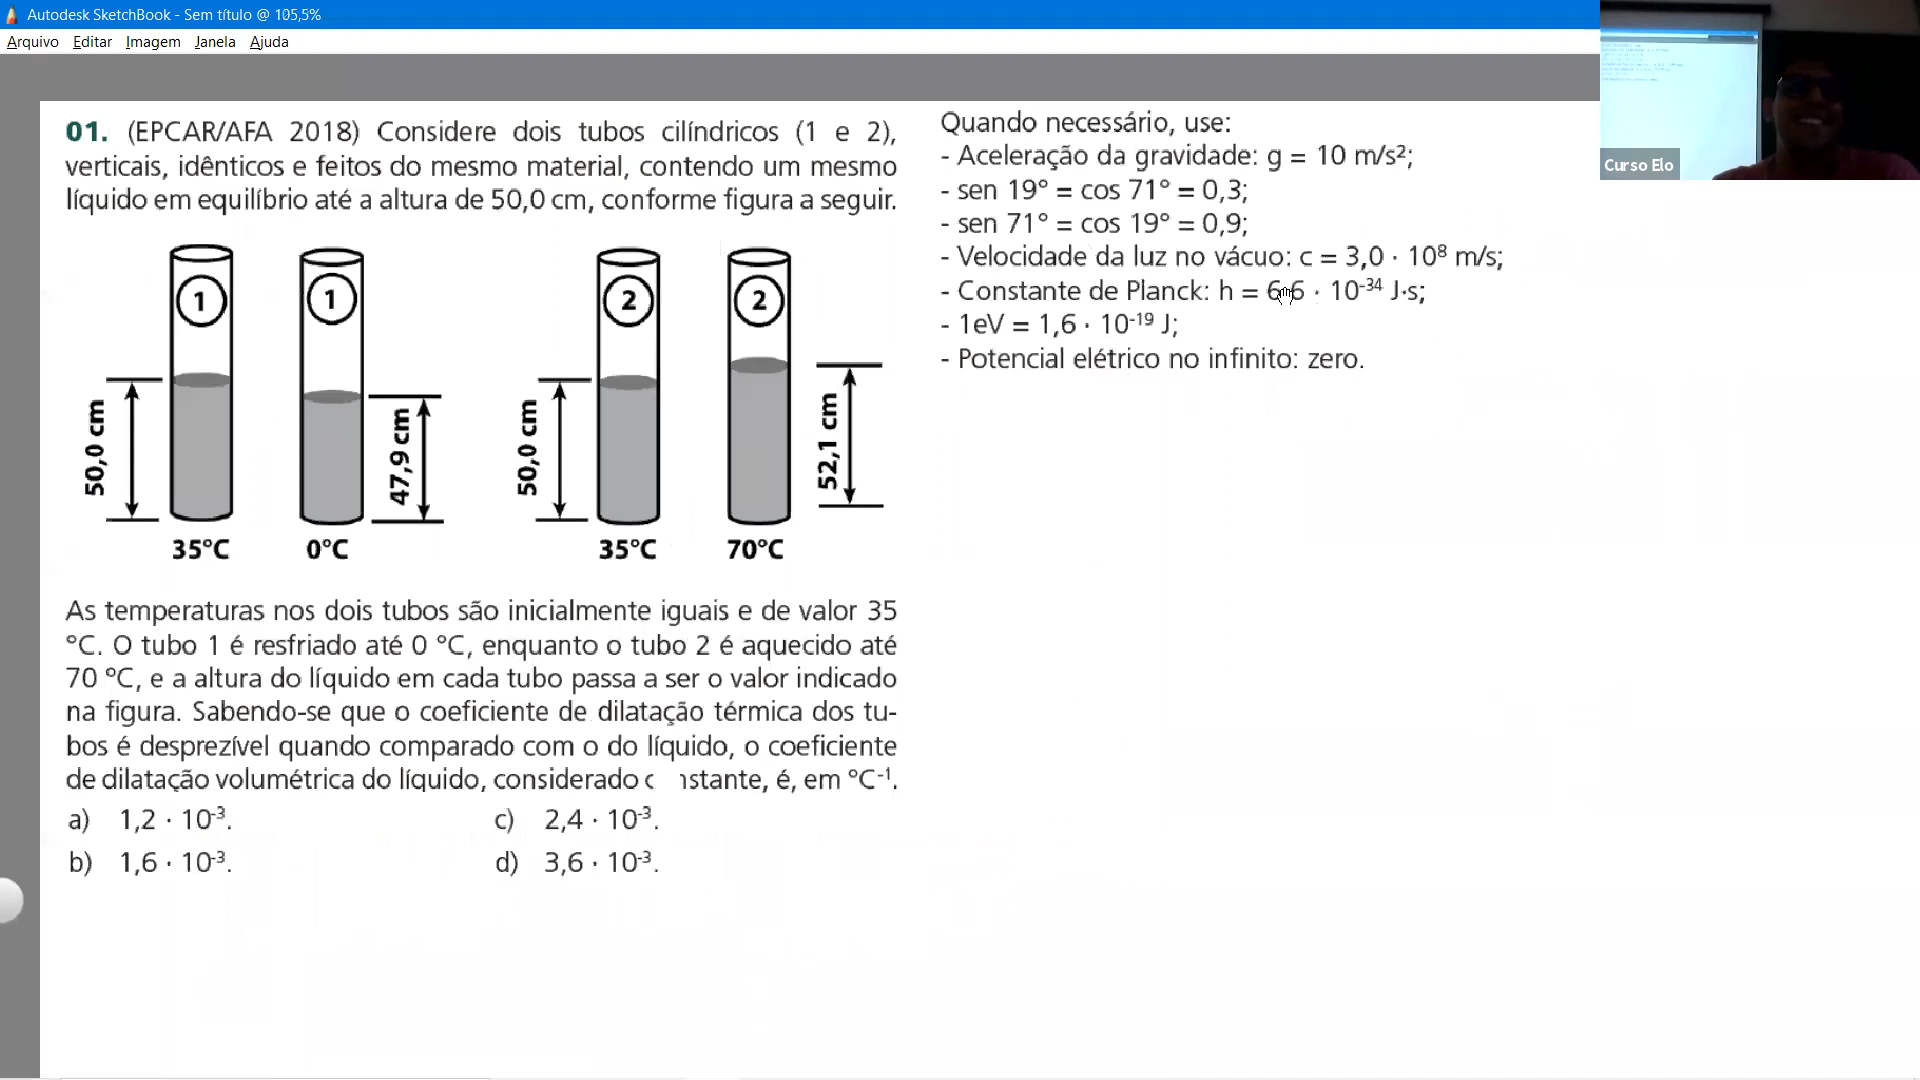 Autodesk SketchBook - Sem título @ 105,5%
Arquivo Editar Imagem Janela Ajuda
Curso Elo
01. (EPCAR/AFA 2018) Considere dois tubos cilíndricos (1 e 2),
verticais, idênticos e feitos do mesmo material, contendo um mesmo
líquido em equilíbrio até a altura de 50,0 cm, conforme figura a seguir.
1 1 2 2
50,0 cm 47,9 cm 50,0 cm 52,1 cm
35°C 0°C 35°C 70°C
As temperaturas nos dois tubos são inicialmente iguais e de valor 35
°C. O tubo 1 é resfriado até 0 °C, enquanto o tubo 2 é aquecido até
70 °C, e a altura do líquido em cada tubo passa a ser o valor indicado
na figura. Sabendo-se que o coeficiente de dilatação térmica dos tu-
bos é desprezível quando comparado com o do líquido, o coeficiente
de dilatação volumétrica do líquido, considerado c nstante, é, em °C⁻¹.
a) 1,2 · 10⁻³. c) 2,4 · 10⁻³.
b) 1,6 · 10⁻³. d) 3,6 · 10⁻³.
Quando necessário, use:
- Aceleração da gravidade: g = 10 m/s²;
- sen 19° = cos 71° = 0,3;
- sen 71° = cos 19° = 0,9;
- Velocidade da luz no vácuo: c = 3,0 · 10⁸ m/s;
- Constante de Planck: h = 6,6 · 10⁻³⁴ J·s;
- 1eV = 1,6 · 10⁻¹⁹ J;
- Potencial elétrico no infinito: zero.